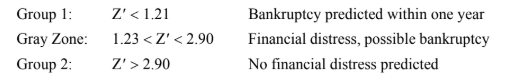 Group 1: Z′ < 1.21 Bankruptcy predicted within one year
Gray Zone: 1.23 < Z′ < 2.90 Financial distress, possible bankruptcy
Group 2: Z′ > 2.90 No financial distress predicted